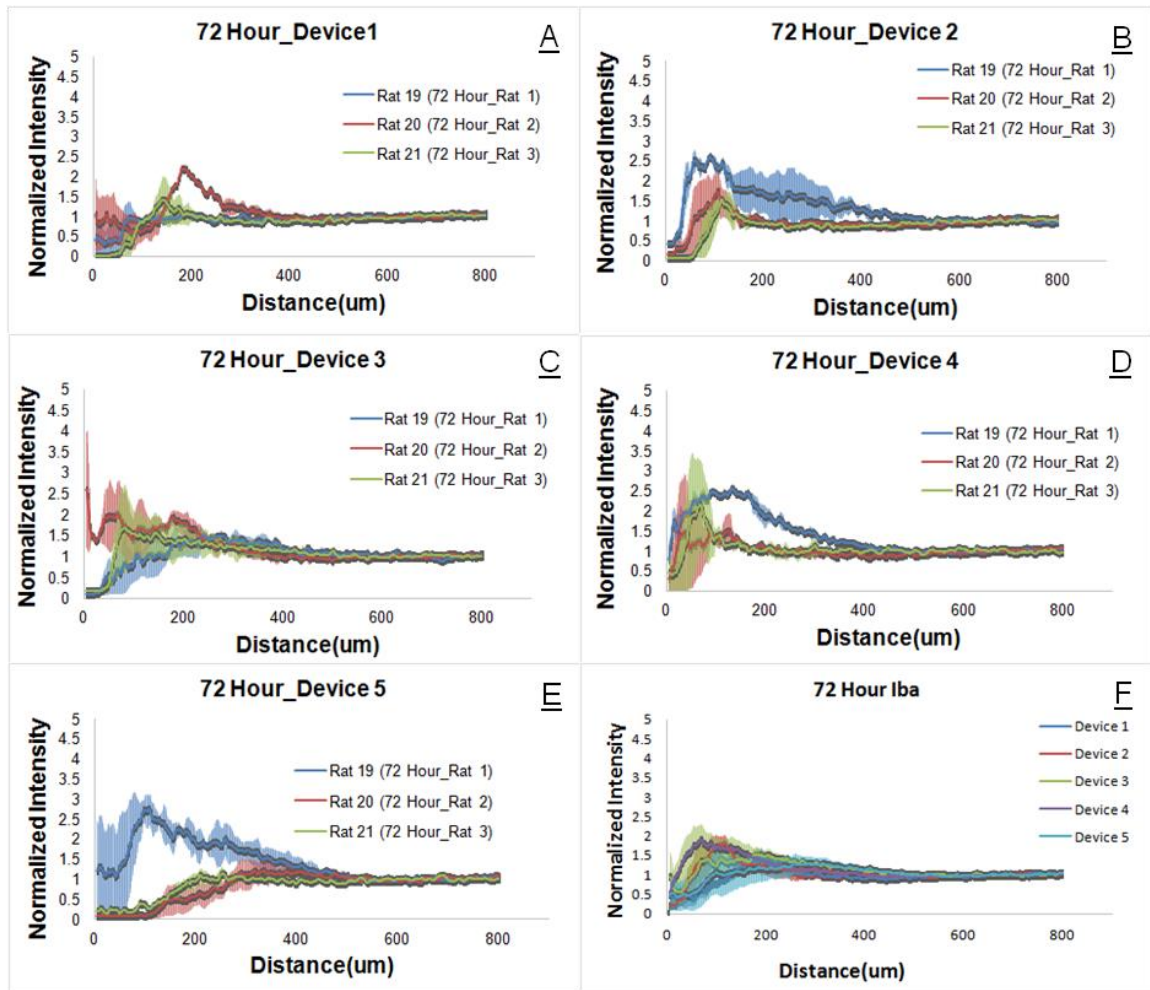 72 Hour_Device1
A
Normalized Intensity
5
4.5
4
3.5
3
2.5
2
1.5
1
0.5
0
Rat 19 (72 Hour_Rat 1)
Rat 20 (72 Hour_Rat 2)
Rat 21 (72 Hour_Rat 3)
0 200 400 600 800
Distance(um)
72 Hour_Device 2
B
Normalized Intensity
5
4.5
4
3.5
3
2.5
2
1.5
1
0.5
0
Rat 19 (72 Hour_Rat 1)
Rat 20 (72 Hour_Rat 2)
Rat 21 (72 Hour_Rat 3)
0 200 400 600 800
Distance(um)
72 Hour_Device 3
C
Normalized Intensity
5
4.5
4
3.5
3
2.5
2
1.5
1
0.5
0
Rat 19 (72 Hour_Rat 1)
Rat 20 (72 Hour_Rat 2)
Rat 21 (72 Hour_Rat 3)
0 200 400 600 800
Distance(um)
72 Hour_Device 4
D
Normalized Intensity
5
4.5
4
3.5
3
2.5
2
1.5
1
0.5
0
Rat 19 (72 Hour_Rat 1)
Rat 20 (72 Hour_Rat 2)
Rat 21 (72 Hour_Rat 3)
0 200 400 600 800
Distance(um)
72 Hour_Device 5
E
Normalized Intensity
5
4.5
4
3.5
3
2.5
2
1.5
1
0.5
0
Rat 19 (72 Hour_Rat 1)
Rat 20 (72 Hour_Rat 2)
Rat 21 (72 Hour_Rat 3)
0 200 400 600 800
Distance(um)
72 Hour Iba
F
Normalized Intensity
5
4.5
4
3.5
3
2.5
2
1.5
1
0.5
0
Device 1
Device 2
Device 3
Device 4
Device 5
0 200 400 600 800
Distance(um)